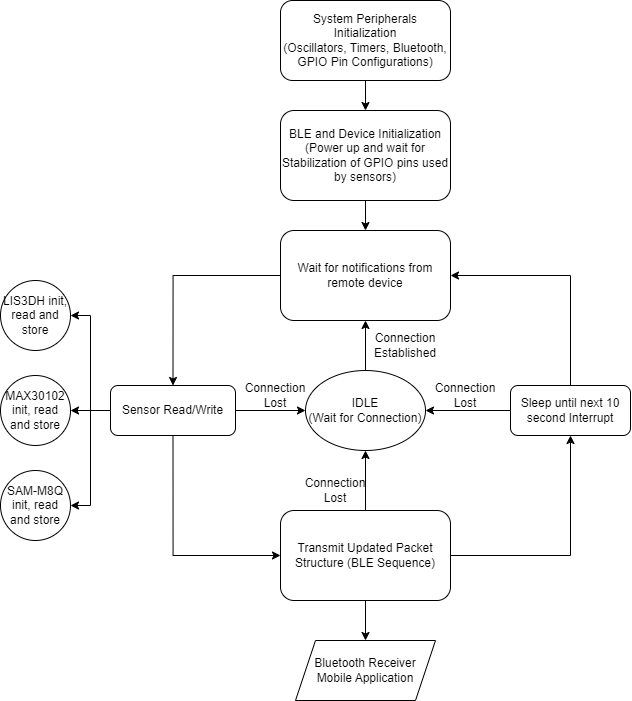 System Peripherals
Initialization
(Oscillators, Timers, Bluetooth,
GPIO Pin Configurations)
BLE and Device Initialization
(Power up and wait for
Stabilization of GPIO pins used
by sensors)
Wait for notifications from
remote device
LIS3DH init,
read and
store
Connection
Established
MAX30102
init, read
and store
Sensor Read/Write
Connection
Lost
IDLE
(Wait for Connection)
Connection
Lost
Sleep until next 10
second Interrupt
SAM-M8Q
init, read
and store
Connection
Lost
Transmit Updated Packet
Structure (BLE Sequence)
Bluetooth Receiver
Mobile Application